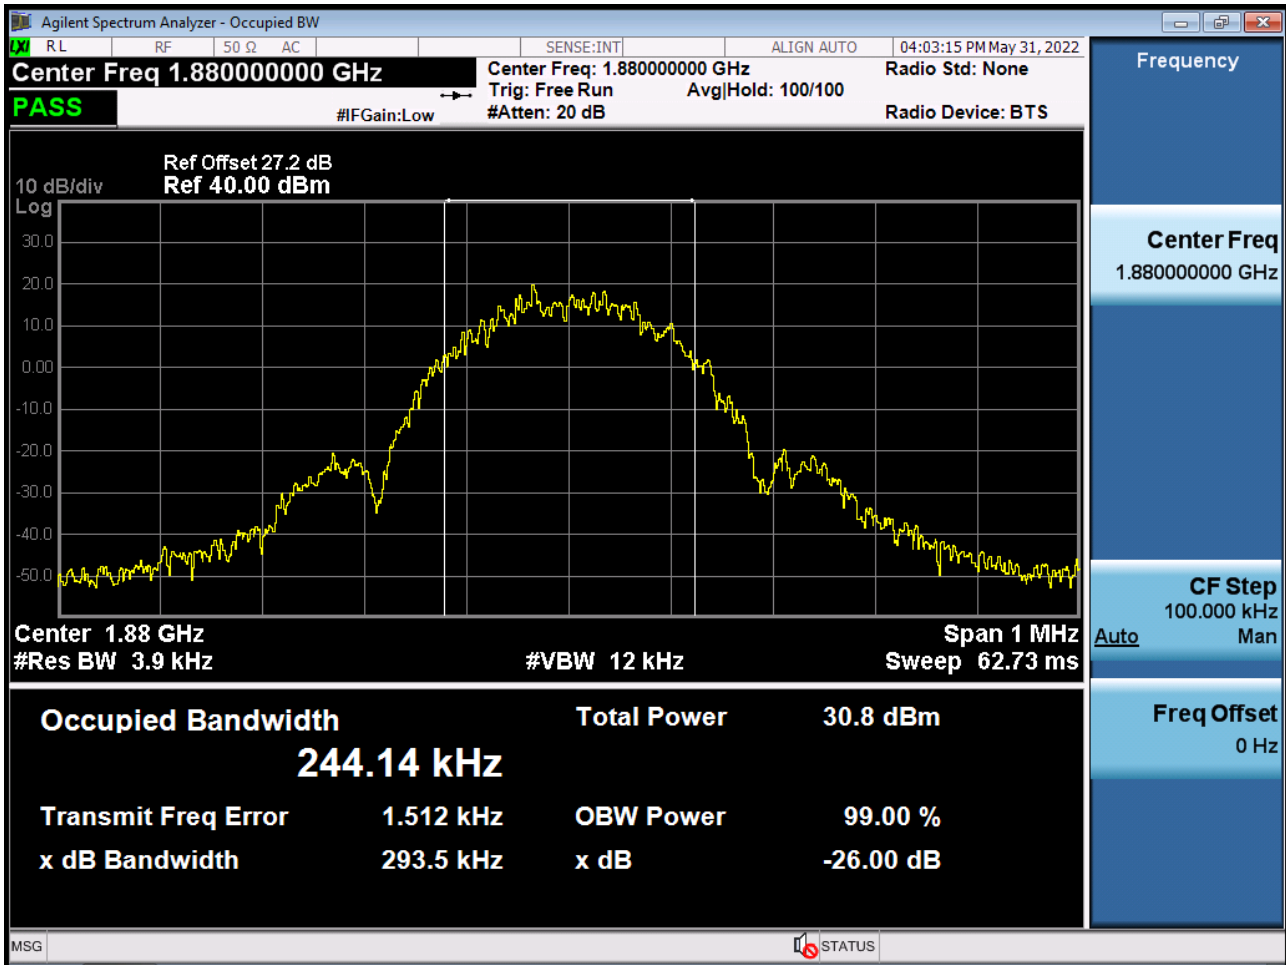 Agilent Spectrum Analyzer - Occupied BW
LXI RL RF 50 Ω AC SENSE:INT ALIGN AUTO 04:03:15 PM May 31, 2022
Center Freq 1.880000000 GHz
PASS
#IFGain:Low
Center Freq: 1.880000000 GHz
Trig: Free Run Avg|Hold: 100/100
#Atten: 20 dB
Radio Std: None
Radio Device: BTS
Ref Offset 27.2 dB
10 dB/div Ref 40.00 dBm
Log
30.0
20.0
10.0
0.00
-10.0
-20.0
-30.0
-40.0
-50.0
Center 1.88 GHz Span 1 MHz
#Res BW 3.9 kHz #VBW 12 kHz Sweep 62.73 ms
Occupied Bandwidth Total Power 30.8 dBm
244.14 kHz
Transmit Freq Error 1.512 kHz OBW Power 99.00 %
x dB Bandwidth 293.5 kHz x dB -26.00 dB
MSG STATUS
Frequency
Center Freq
1.880000000 GHz
CF Step
100.000 kHz
Auto Man
Freq Offset
0 Hz